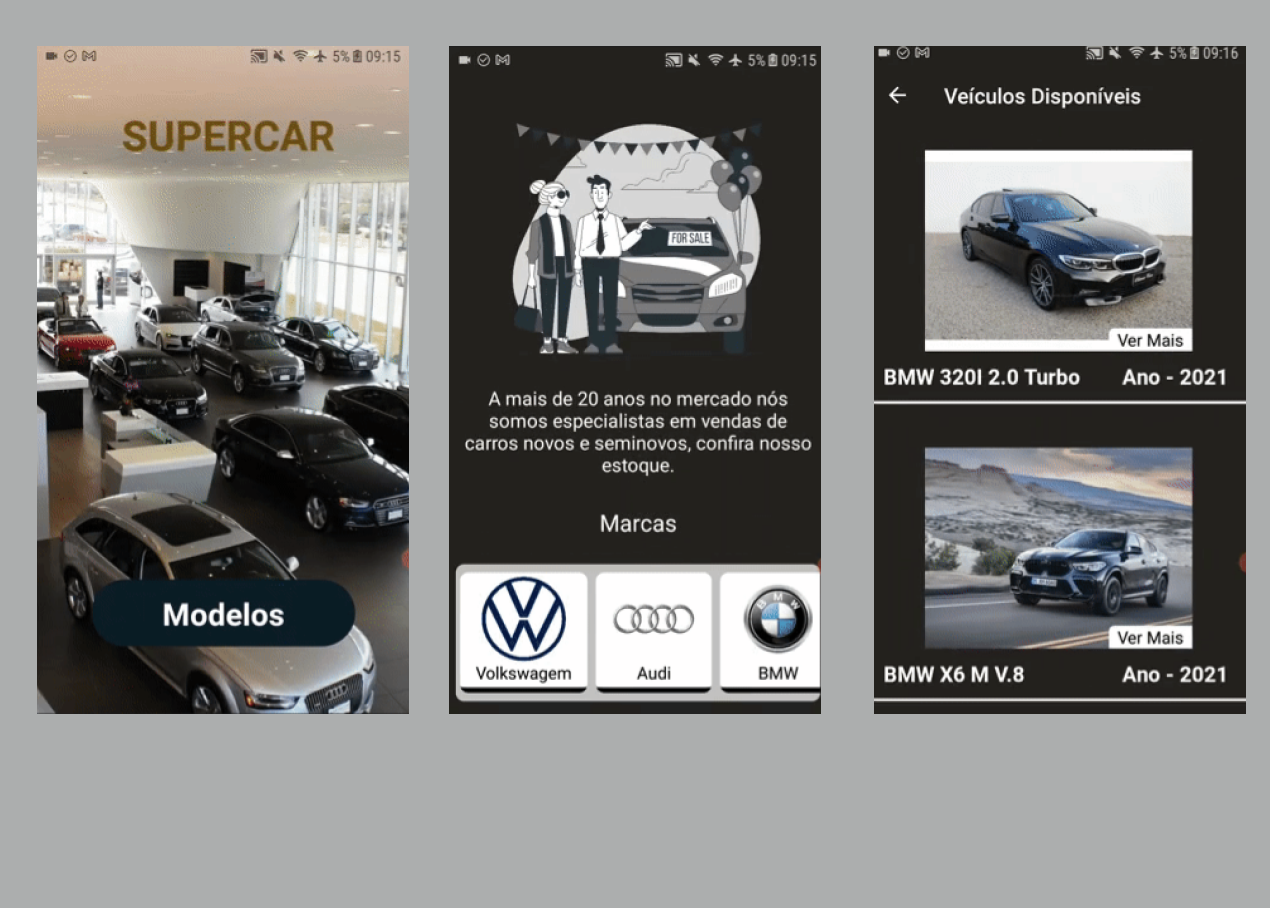 5% 09:15
SUPERCAR
Modelos
5% 09:15
FOR SALE
A mais de 20 anos no mercado nós
somos especialistas em vendas de
carros novos e seminovos, confira nosso
estoque.
Marcas
Volkswagem
Audi
BMW
BMW
5% 09:16
Veículos Disponíveis
Ver Mais
BMW 320I 2.0 Turbo Ano - 2021
Ver Mais
BMW X6 M V.8 Ano - 2021